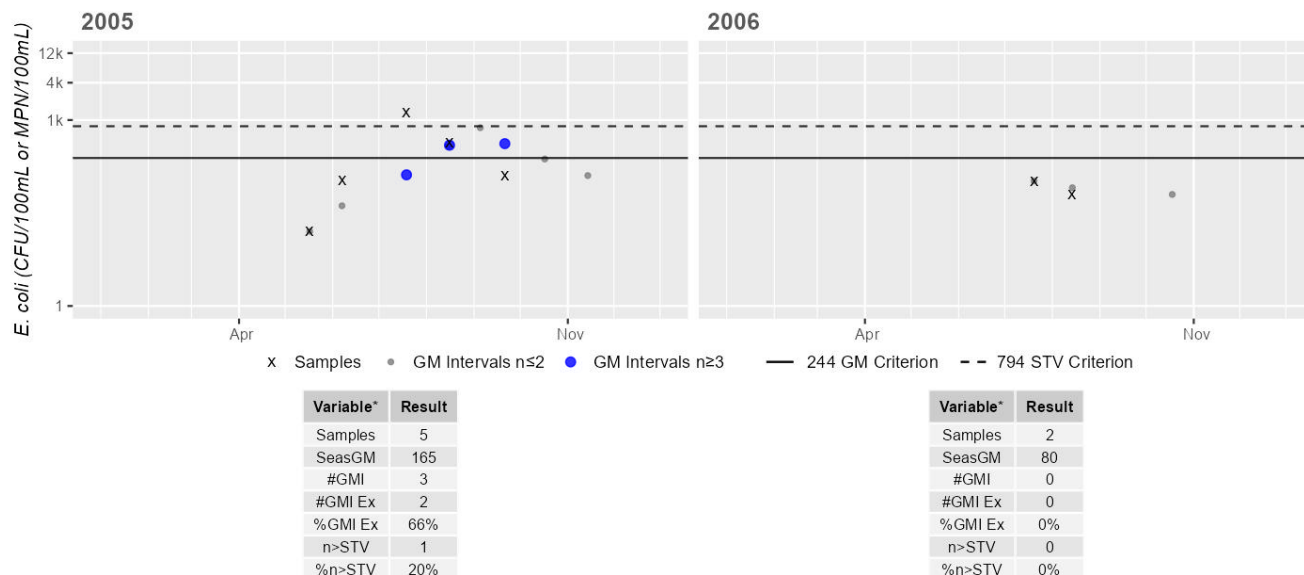 2005
2006
E. coli (CFU/100mL or MPN/100mL)
12k
4k
1k
1
Apr
Nov
Apr
Nov
x Samples GM Intervals n≤2 GM Intervals n≥3 244 GM Criterion 794 STV Criterion
Variable* Result
Samples 5
SeasGM 165
#GMI 3
#GMI Ex 2
%GMI Ex 66%
n>STV 1
%n>STV 20%
Variable* Result
Samples 2
SeasGM 80
#GMI 0
#GMI Ex 0
%GMI Ex 0%
n>STV 0
%n>STV 0%